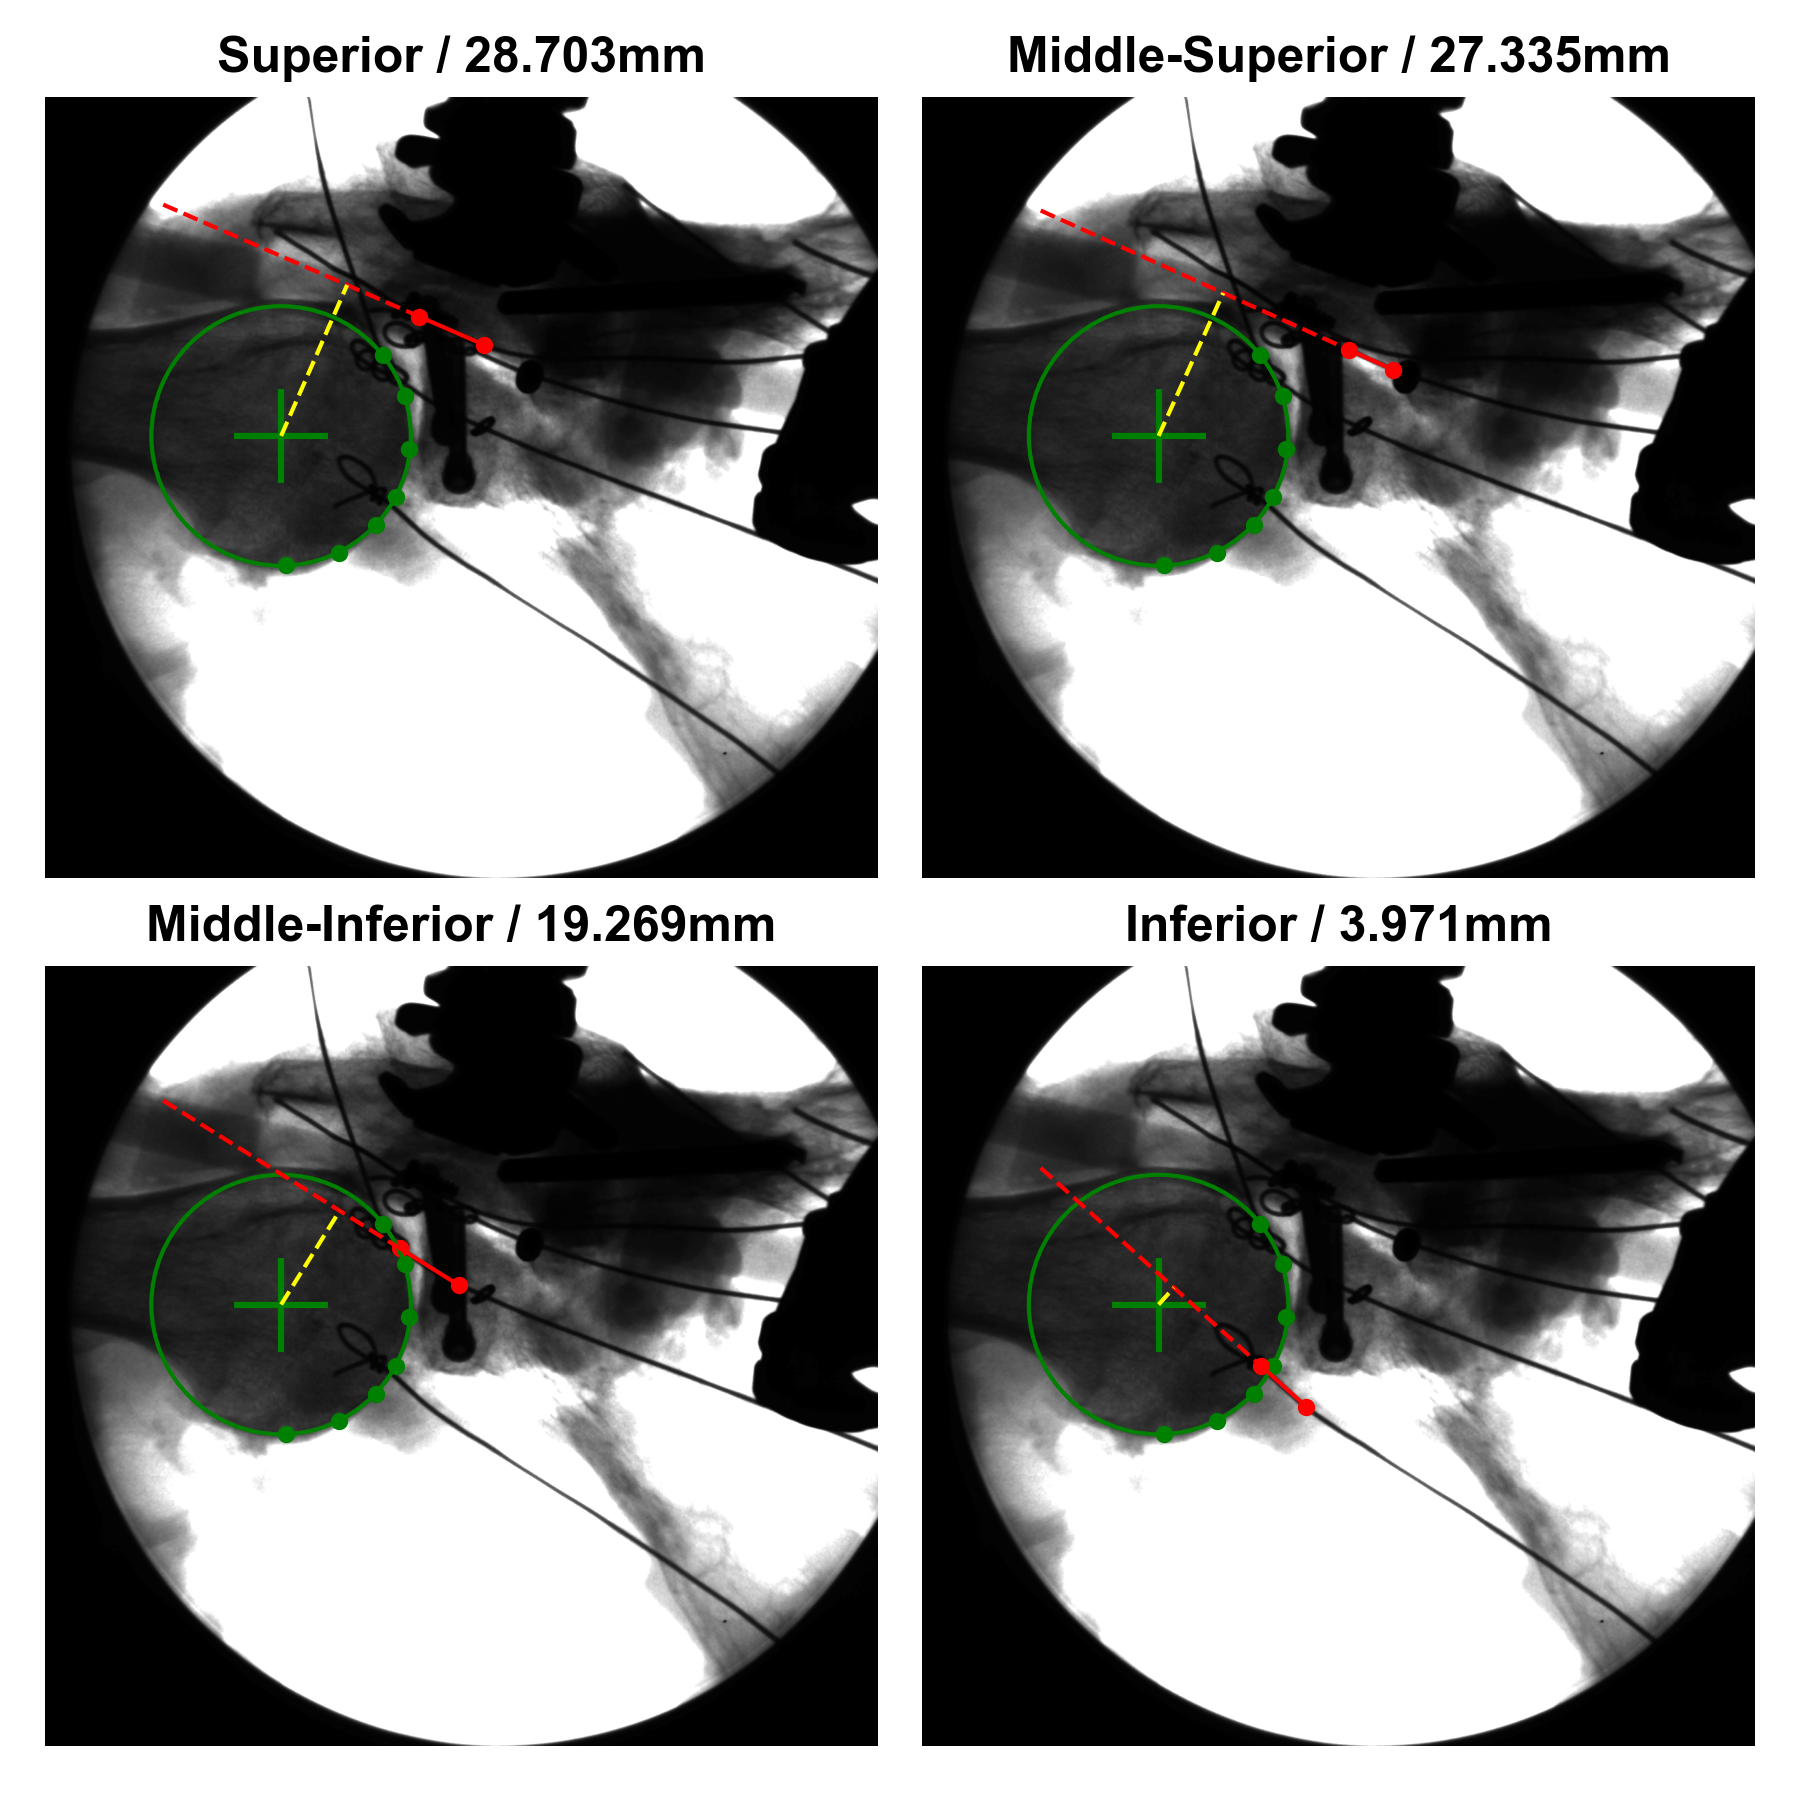 Superior / 28.703mm
Middle-Superior / 27.335mm
Middle-Inferior / 19.269mm
Inferior / 3.971mm